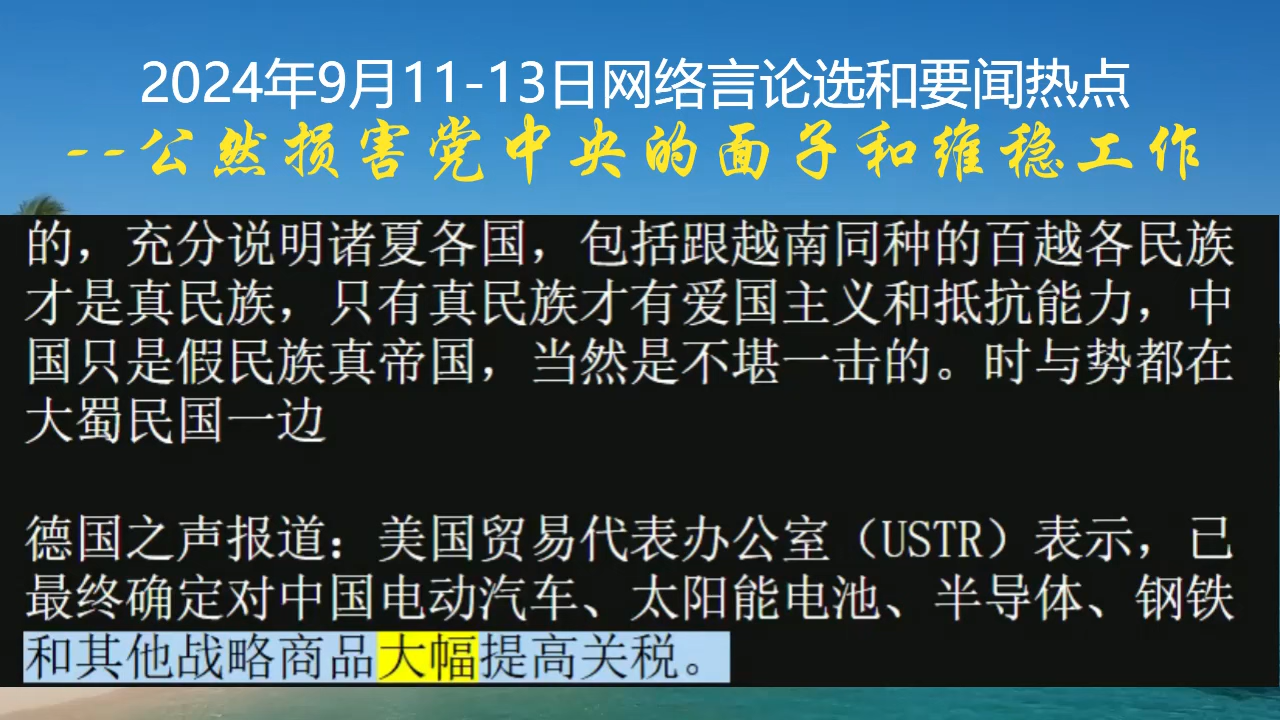 2024年9月11-13日网络言论选和要闻热点
--公然损害党中央的面子和维稳工作
的，充分说明诸夏各国，包括跟越南同种的百越各民族
才是真民族，只有真民族才有爱国主义和抵抗能力，中
国只是假民族真帝国，当然是不堪一击的。时与势都在
大蜀民国一边
德国之声报道：美国贸易代表办公室（USTR）表示，已
最终确定对中国电动汽车、太阳能电池、半导体、钢铁
和其他战略商品大幅提高关税。